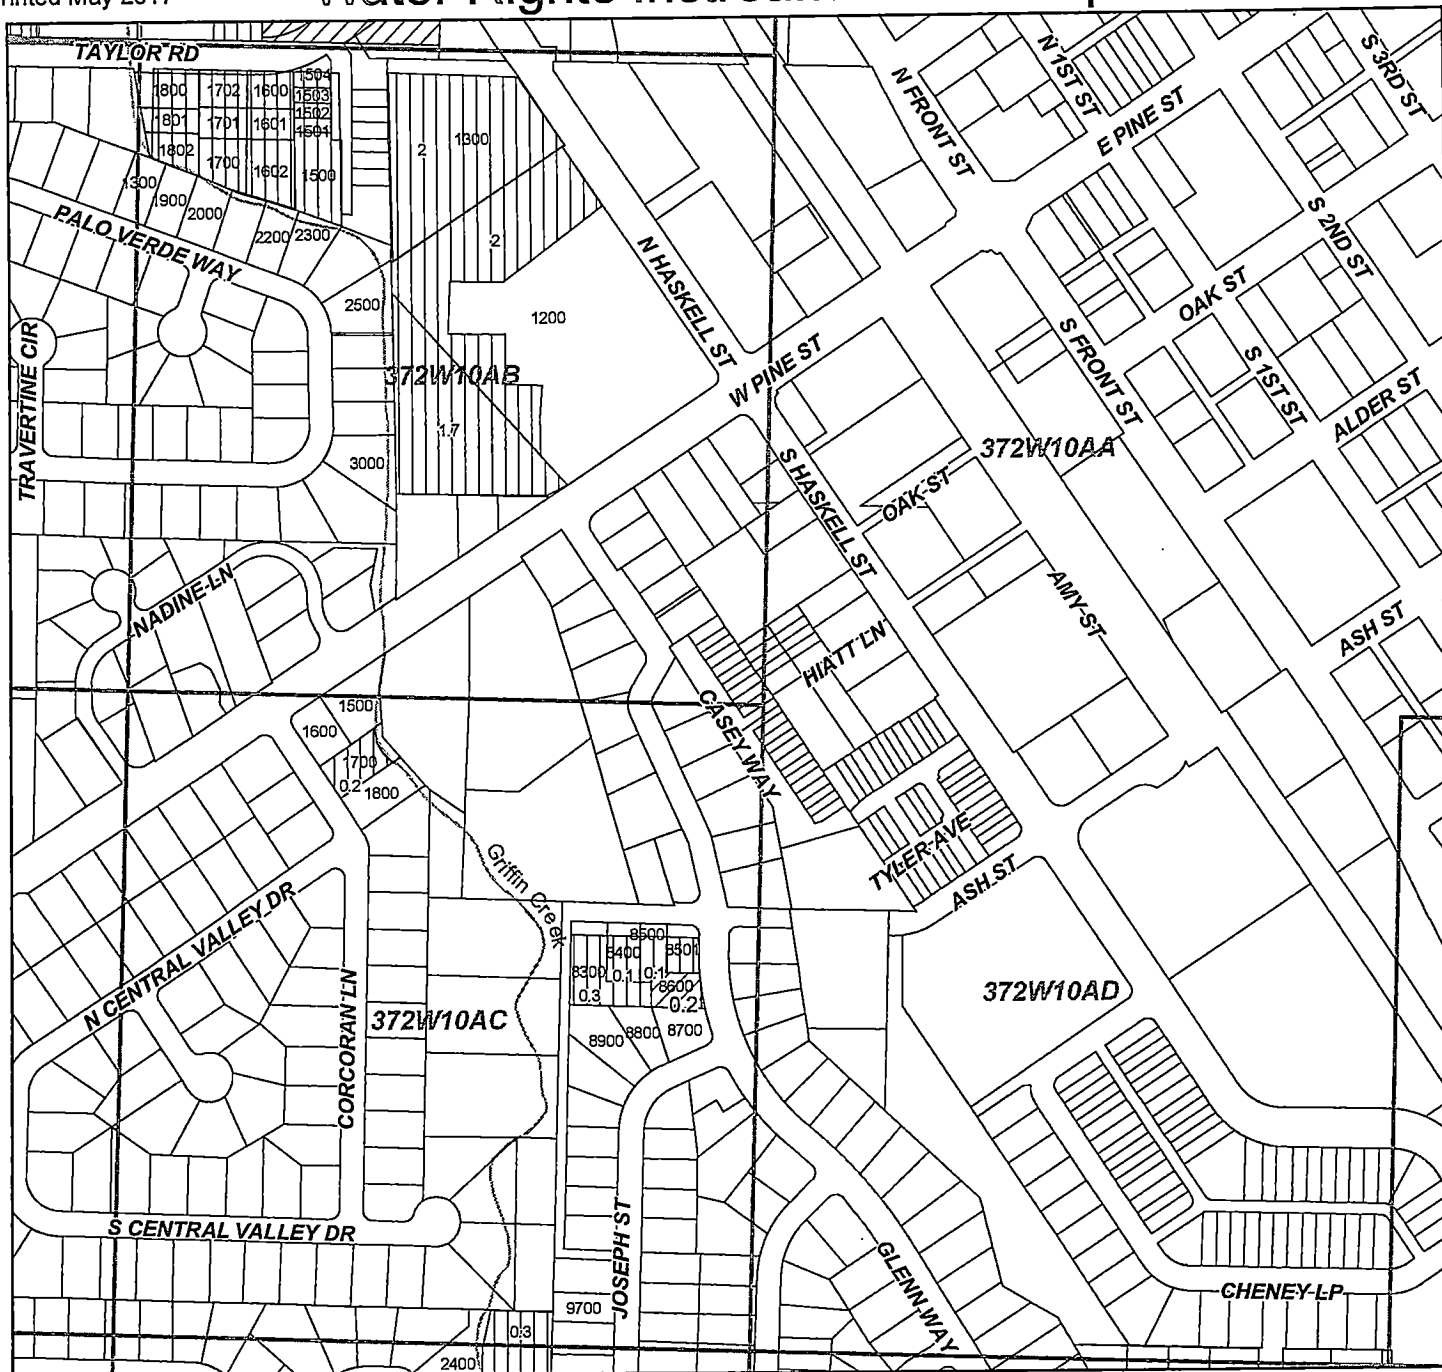 TAYLOR RD
1800
1702
1600
1504
1503
1502
1501
1801
1701
1601
1802
1700
1602
1500
1300
1900
2000
2200
2300
PALO VERDE WAY
2500
3000
TRAVERTINE CIR
2
1300
2
1200
372W10AB
1.7
N HASKELL ST
W PINE ST
N FRONT ST
N 1ST ST
E PINE ST
S 3RD ST
S 2ND ST
OAK ST
S FRONT ST
S 1ST ST
ALDER ST
372W10AA
S HASKELL ST
OAK ST
AMY ST
ASH ST
HIATT LN
NADINE LN
CASEY WAY
1500
1600
1700
0.2
1800
TYLER AVE
ASH ST
Griffin Creek
N CENTRAL VALLEY DR
CORCORAN LN
372W10AC
8500
8400
8501
8300
0.1
0.1
8600
0.3
0.2
8900
8800
8700
372W10AD
S CENTRAL VALLEY DR
JOSEPH ST
GLENN WAY
CHENEY LP
9700
0.3
2400